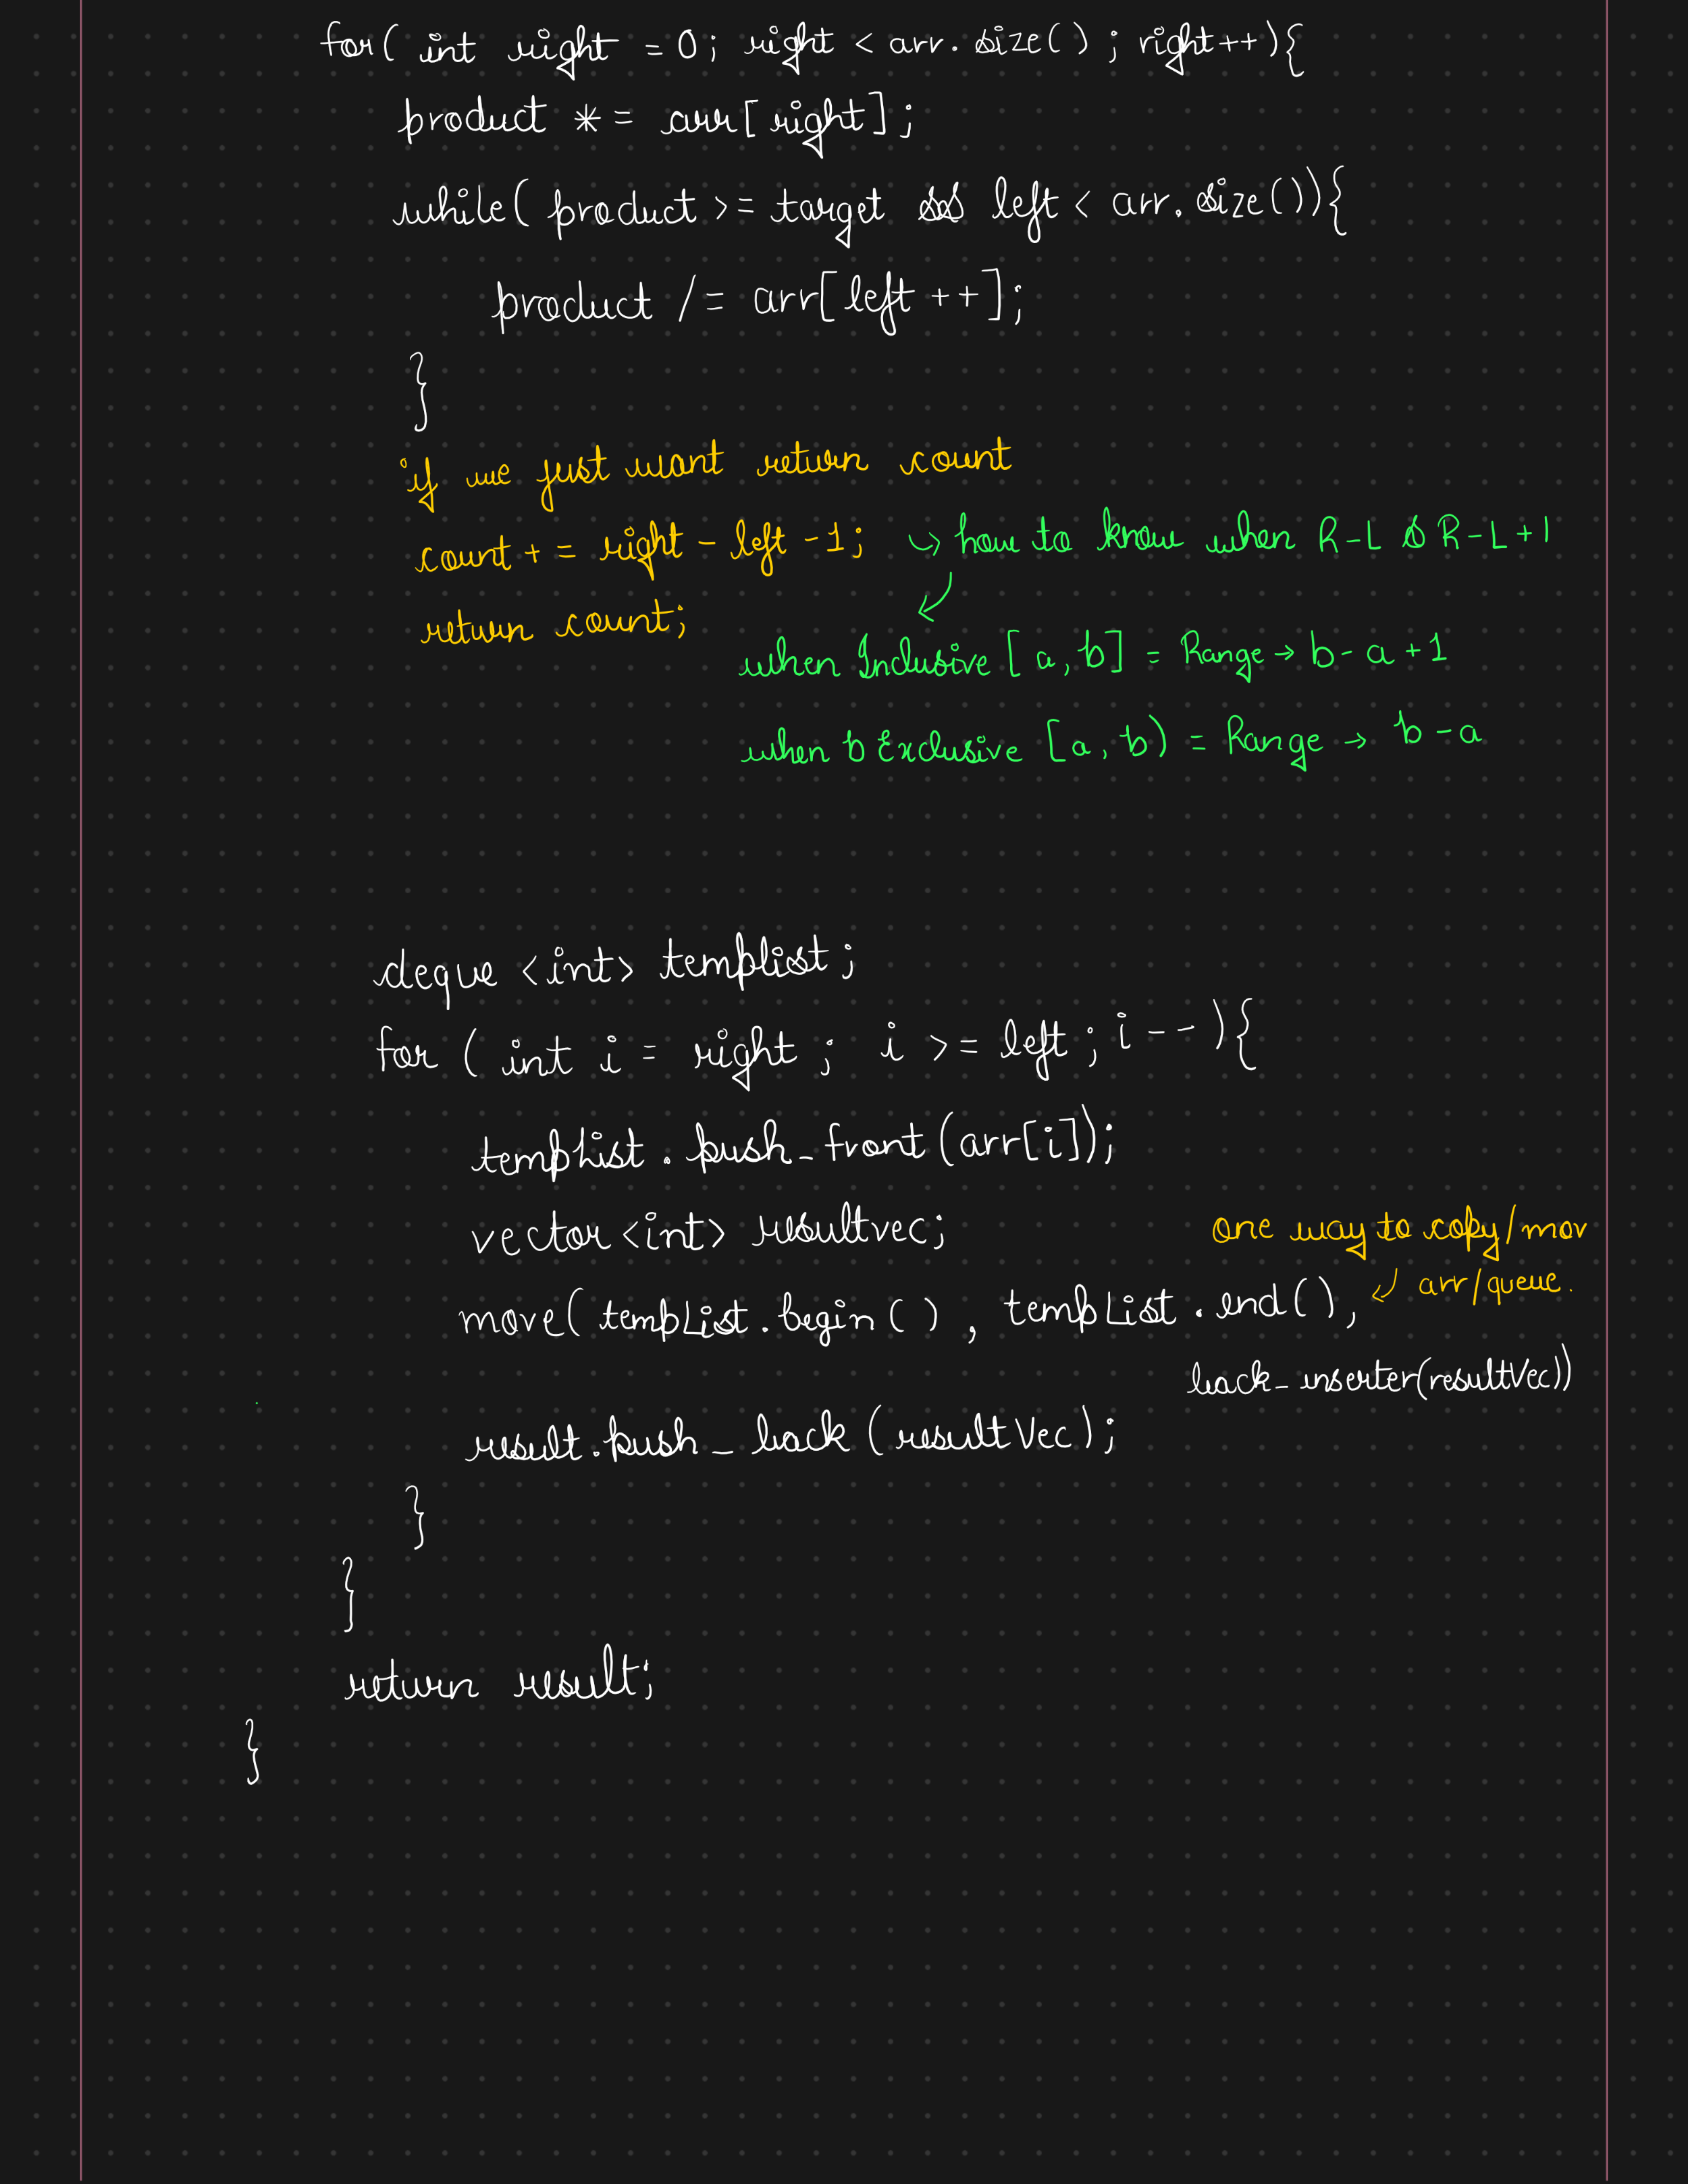 for( int right = 0; right < arr. size() ; right++){
product *= arr[right];
while( product >= target && left < arr. size()){
product /= arr[left ++];
}
if we just want return count
count += right - left -1; ↳ how to know when R-L & R-L+1
return count;
when Inclusive [a, b] = Range → b - a + 1
when b Exclusive [a, b) = Range → b - a
deque <int> templist;
for ( int i = right ; i >= left ; i -- ){
tempList . push_front (arr[i]);
vector <int> resultvec;
one way to copy/mov
arr/queue.
move( tempList . begin ( ) , tempList . end(),
back_inserter(resultVec))
result.push_back (resultVec);
}
}
return result;
}